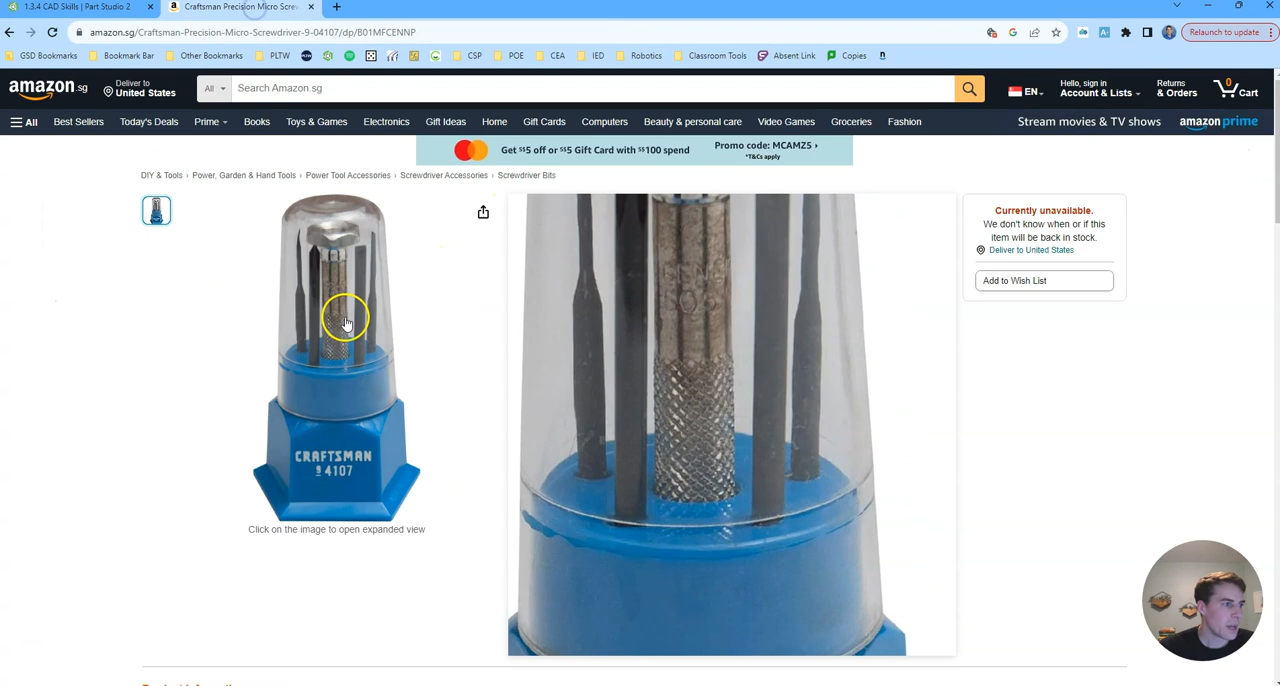 1.3.4 CAD Skills | Part Studio 2
Craftsman Precision Micro Screw
amazon.sg/Craftsman-Precision-Micro-Screwdriver-9-04107/dp/B01MFCENNP
Relaunch to update
GSD Bookmarks
Bookmark Bar
Other Bookmarks
PLTW
CSP
POE
CEA
IED
Robotics
Classroom Tools
Absent Link
Copies
amazon.sg
Deliver to
United States
All
Search Amazon.sg
EN
Hello, sign in
Account & Lists
Returns
& Orders
0
Cart
All
Best Sellers
Today's Deals
Prime
Books
Toys & Games
Electronics
Gift Ideas
Home
Gift Cards
Computers
Beauty & personal care
Video Games
Groceries
Fashion
Stream movies & TV shows
amazon prime
Get S$5 off or S$5 Gift Card with S$100 spend
Promo code: MCAMZ5 ›
*T&Cs apply
DIY & Tools › Power, Garden & Hand Tools › Power Tool Accessories › Screwdriver Accessories › Screwdriver Bits
CRAFTSMAN
9 4107
Click on the image to open expanded view
Currently unavailable.
We don't know when or if this
item will be back in stock.
Deliver to United States
Add to Wish List